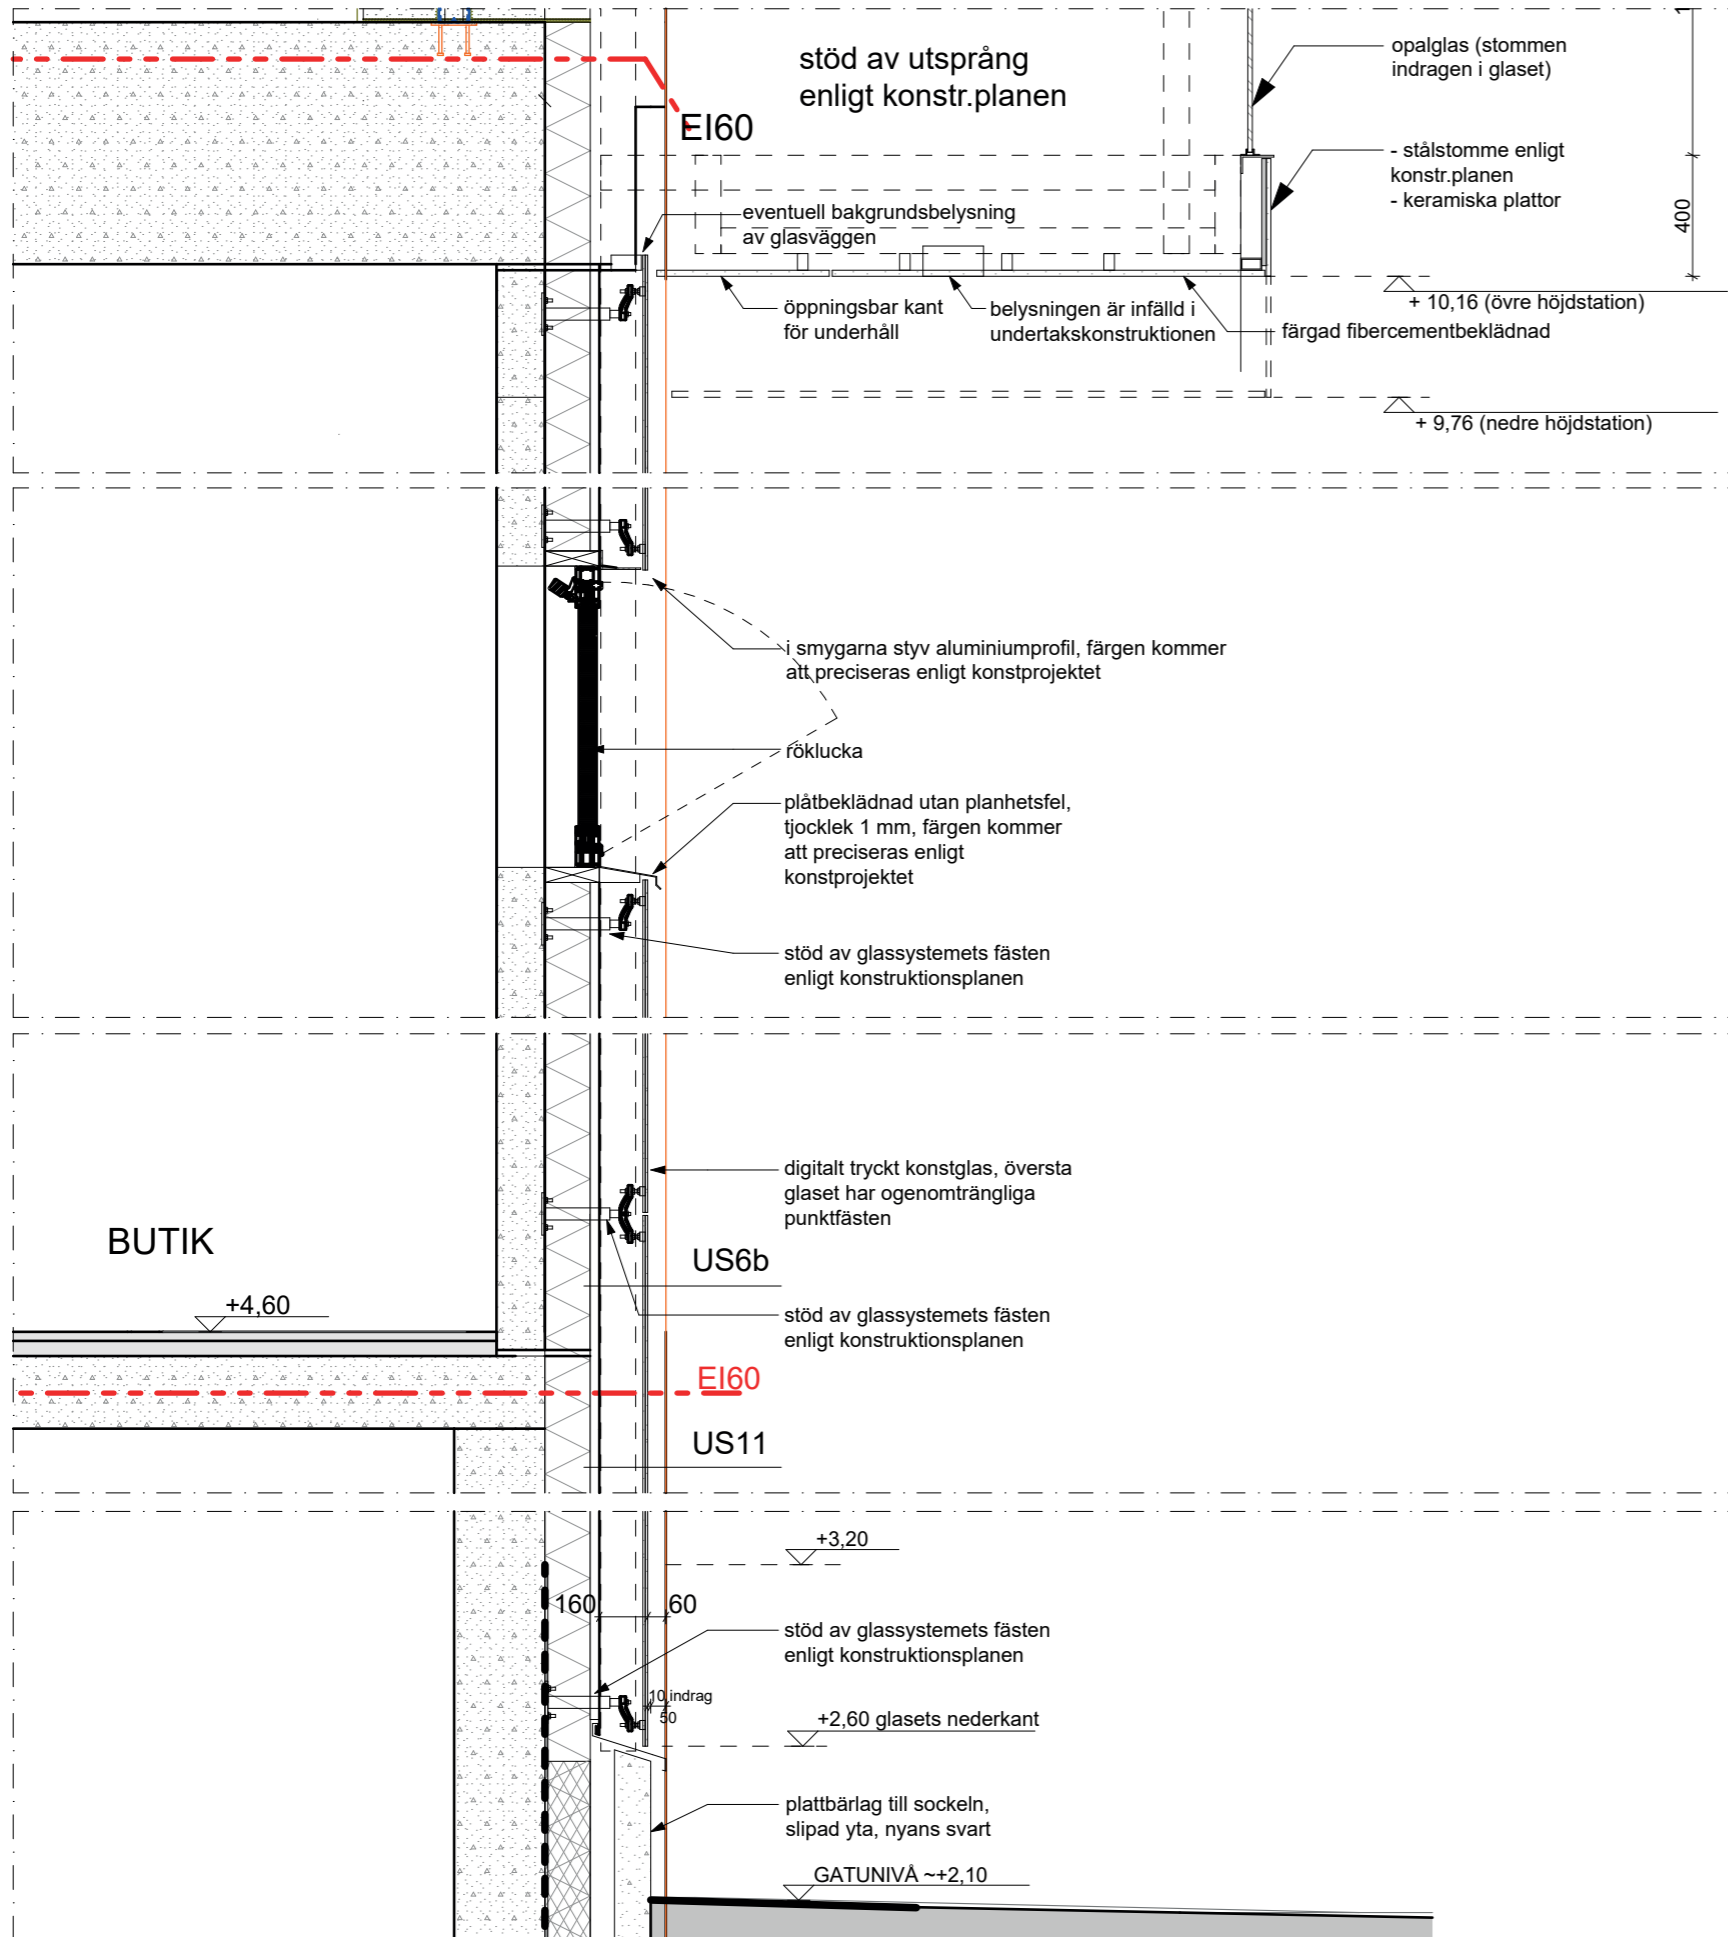 stöd av utsprång
enligt konstr.planen
opalglas (stommen
indragen i glaset)
EI60
- stålstomme enligt
konstr.planen
- keramiska plattor
400
eventuell bakgrundsbelysning
av glasväggen
öppningsbar kant
för underhåll
belysningen är infälld i
undertakskonstruktionen
färgad fibercementbeklädnad
+ 10,16 (övre höjdstation)
+ 9,76 (nedre höjdstation)
i smygarna styv aluminiumprofil, färgen kommer
att preciseras enligt konstprojektet
röklucka
plåtbeklädnad utan planhetsfel,
tjocklek 1 mm, färgen kommer
att preciseras enligt
konstprojektet
stöd av glassystemets fästen
enligt konstruktionsplanen
digitalt tryckt konstglas, översta
glaset har ogenomträngliga
punktfästen
BUTIK
US6b
+4,60
stöd av glassystemets fästen
enligt konstruktionsplanen
EI60
US11
+3,20
160
60
stöd av glassystemets fästen
enligt konstruktionsplanen
10 indrag
50
+2,60 glasets nederkant
plattbärlag till sockeln,
slipad yta, nyans svart
GATUNIVÅ ~+2,10